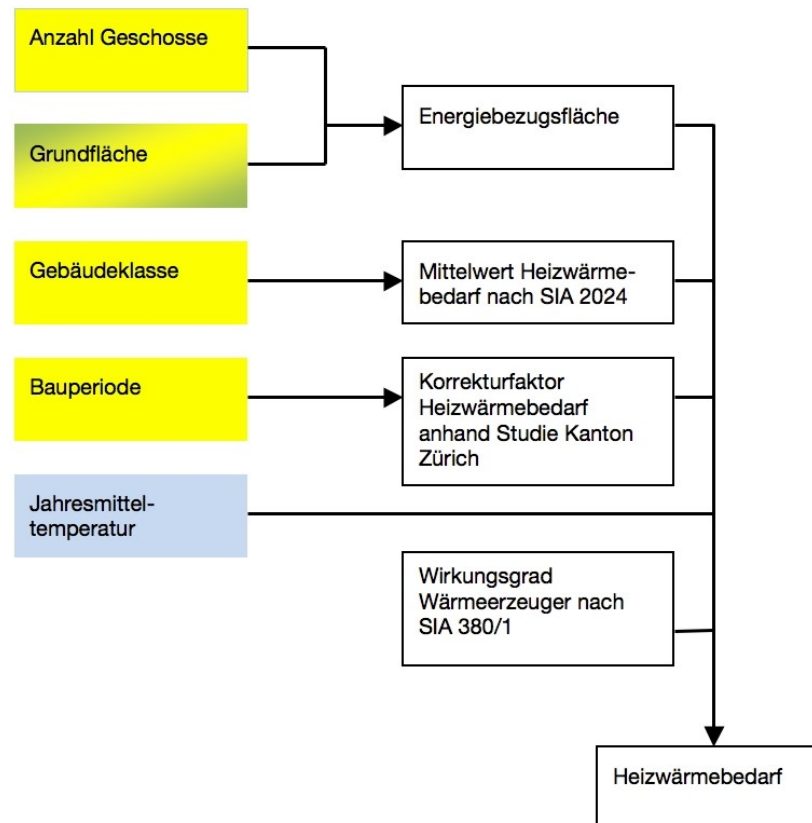 Anzahl Geschosse
Grundfläche
Energiebezugsfläche
Gebäudeklasse
Mittelwert Heizwärme-
bedarf nach SIA 2024
Bauperiode
Korrekturfaktor
Heizwärmebedarf
anhand Studie Kanton
Zürich
Jahresmittel-
temperatur
Wirkungsgrad
Wärmeerzeuger nach
SIA 380/1
Heizwärmebedarf